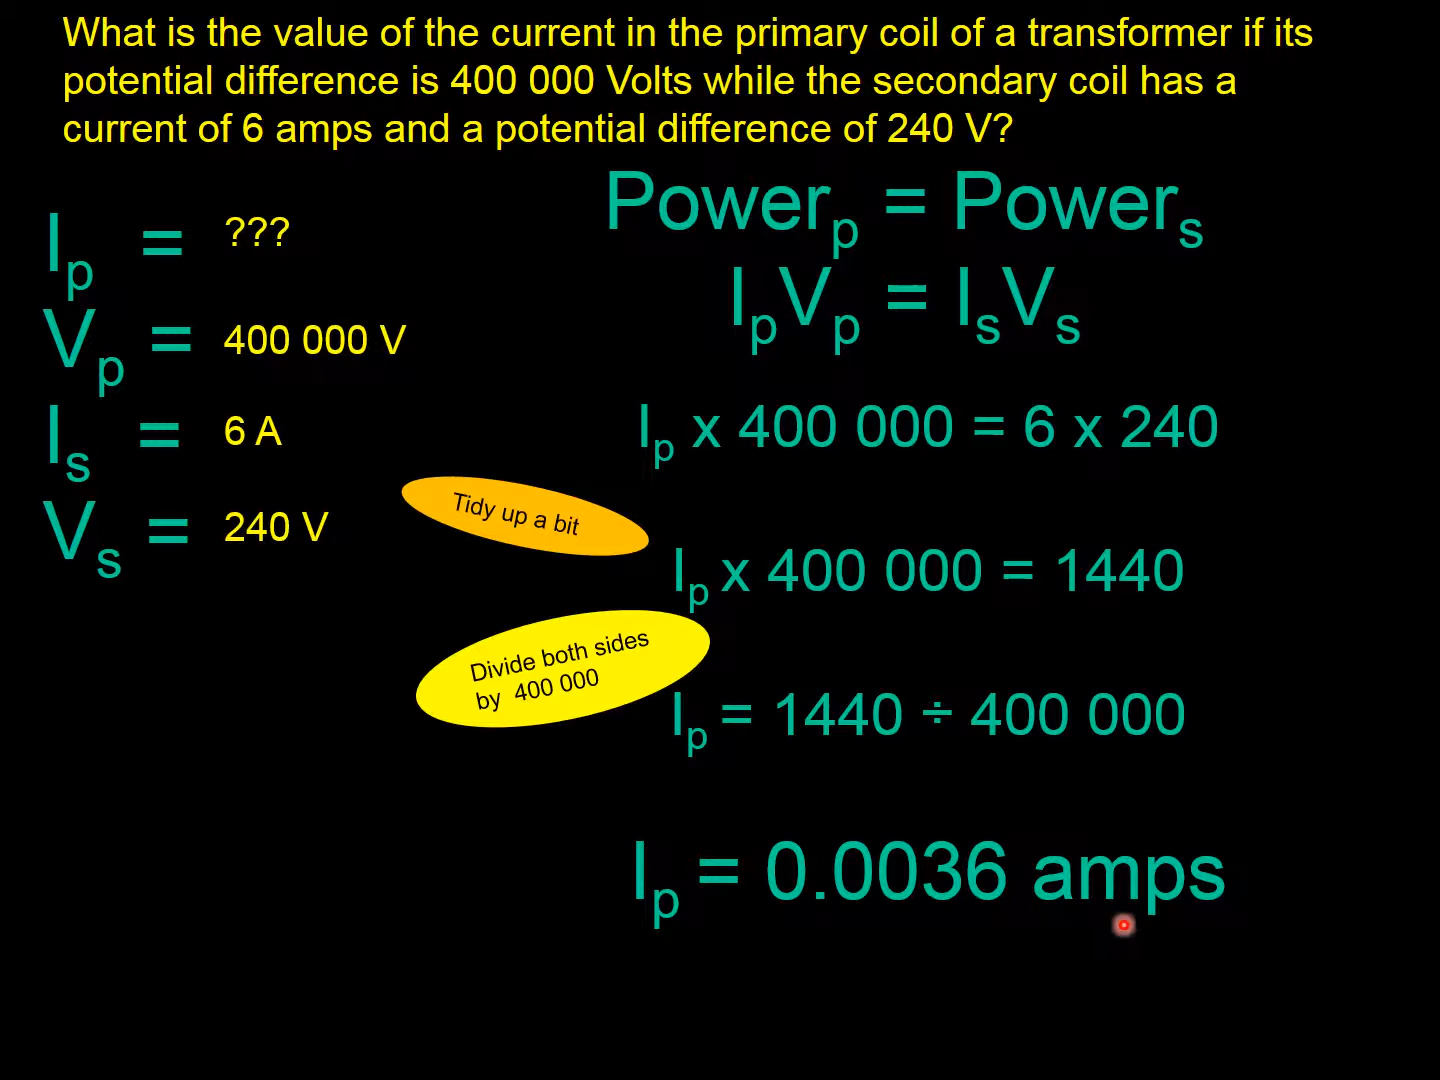 What is the value of the current in the primary coil of a transformer if its
potential difference is 400 000 Volts while the secondary coil has a
current of 6 amps and a potential difference of 240 V?
Ip = ???
Vp = 400 000 V
Is = 6 A
Vs = 240 V
Powerp = Powers
IpVp = IsVs
Ip x 400 000 = 6 x 240
Tidy up a bit
Ip x 400 000 = 1440
Divide both sides
by 400 000
Ip = 1440 ÷ 400 000
Ip = 0.0036 amps